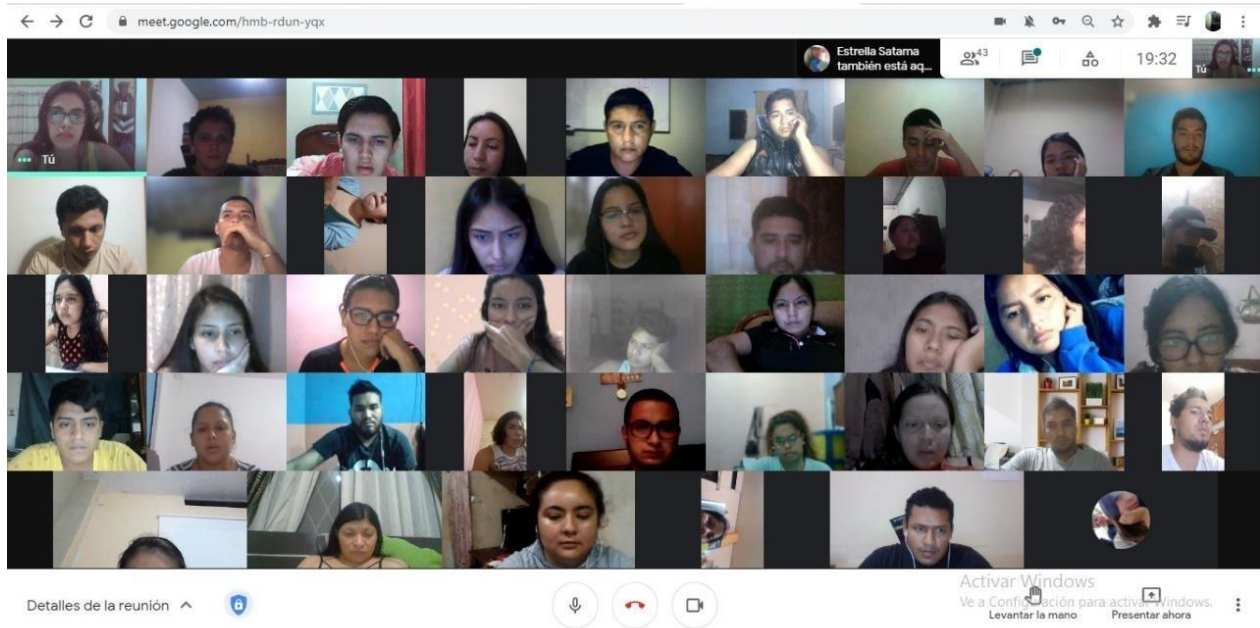 meet.google.com/hmb-rdun-yqx
Estrella Satama
también está aq...
43
19:32
Tú
Tú
Detalles de la reunión
Activar Windows
Ve a Configuración para activar Windows.
Levantar la mano
Presentar ahora